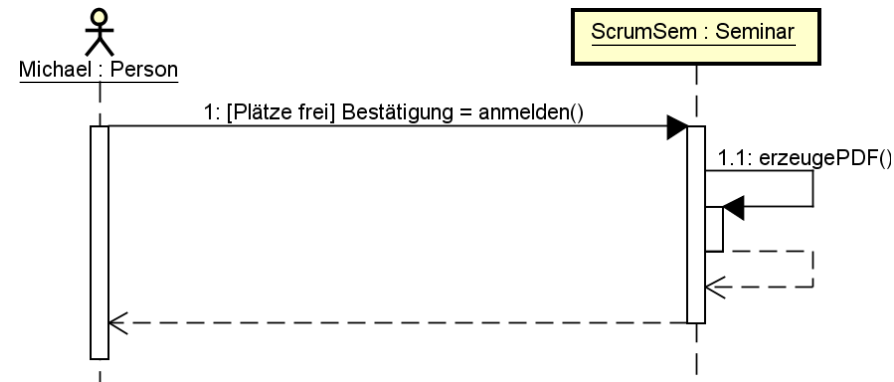 ScrumSem : Seminar
Michael : Person
1: [Plätze frei] Bestätigung = anmelden()
1.1: erzeugePDF()